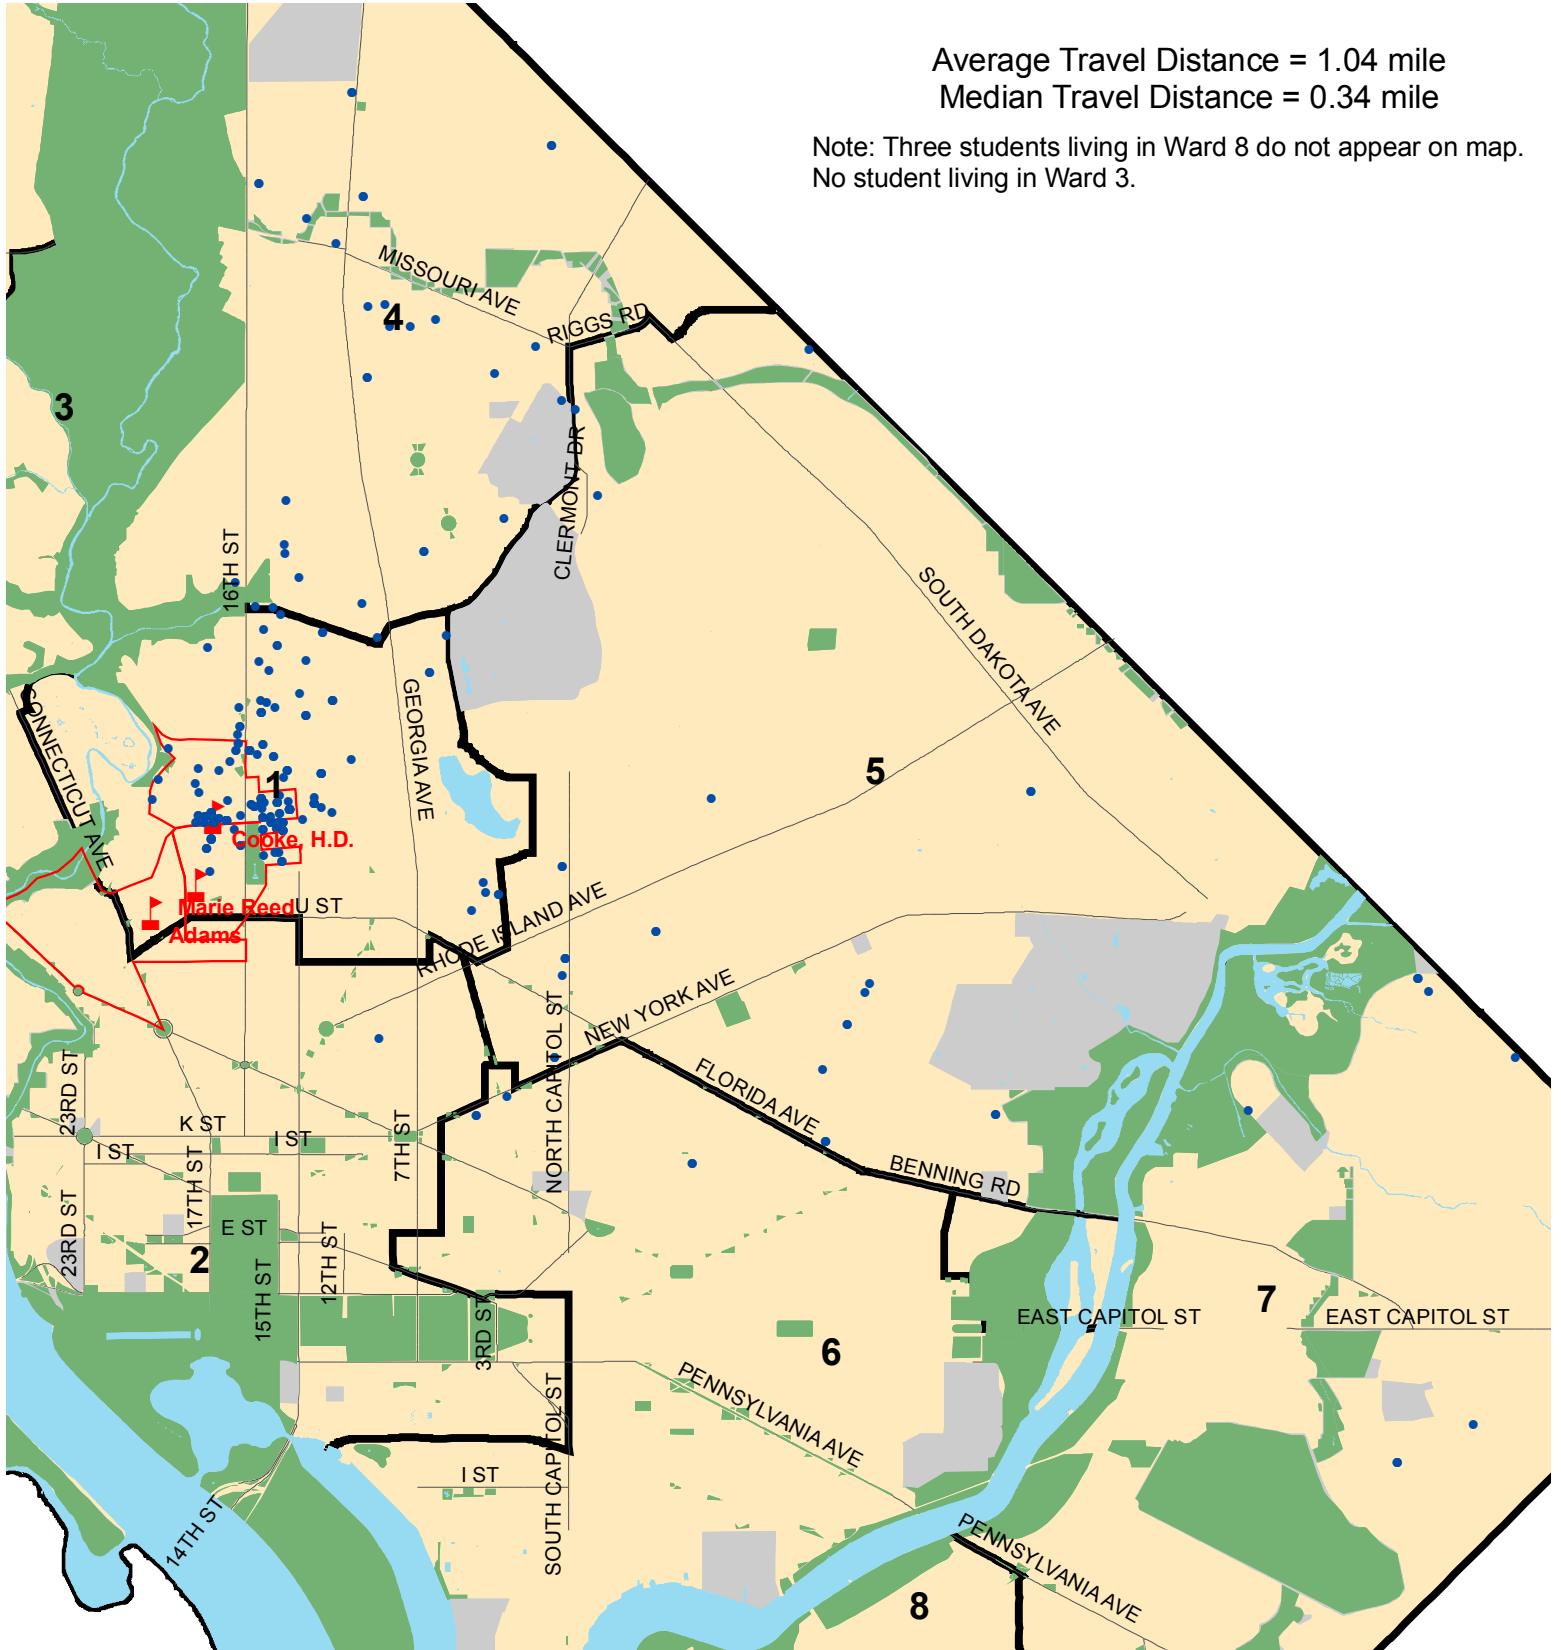 Average Travel Distance = 1.04 mile
Median Travel Distance = 0.34 mile
Note: Three students living in Ward 8 do not appear on map.
No student living in Ward 3.
MISSOURI AVE
4
RIGGS RD
3
CLERMONT DR
16TH ST
SOUTH DAKOTA AVE
CONNECTICUT AVE
GEORGIA AVE
1
5
Cooke, H.D.
Marie Reed
U ST
Adams
RHODE ISLAND AVE
NEW YORK AVE
NORTH CAPITOL ST
FLORIDA AVE
23RD ST
K ST
I ST
I ST
7TH ST
17TH ST
BENNING RD
23RD ST
E ST
2
12TH ST
15TH ST
3RD ST
7
EAST CAPITOL ST
EAST CAPITOL ST
6
PENNSYLVANIA AVE
SOUTH CAPITOL ST
I ST
14TH ST
PENNSYLVANIA AVE
8